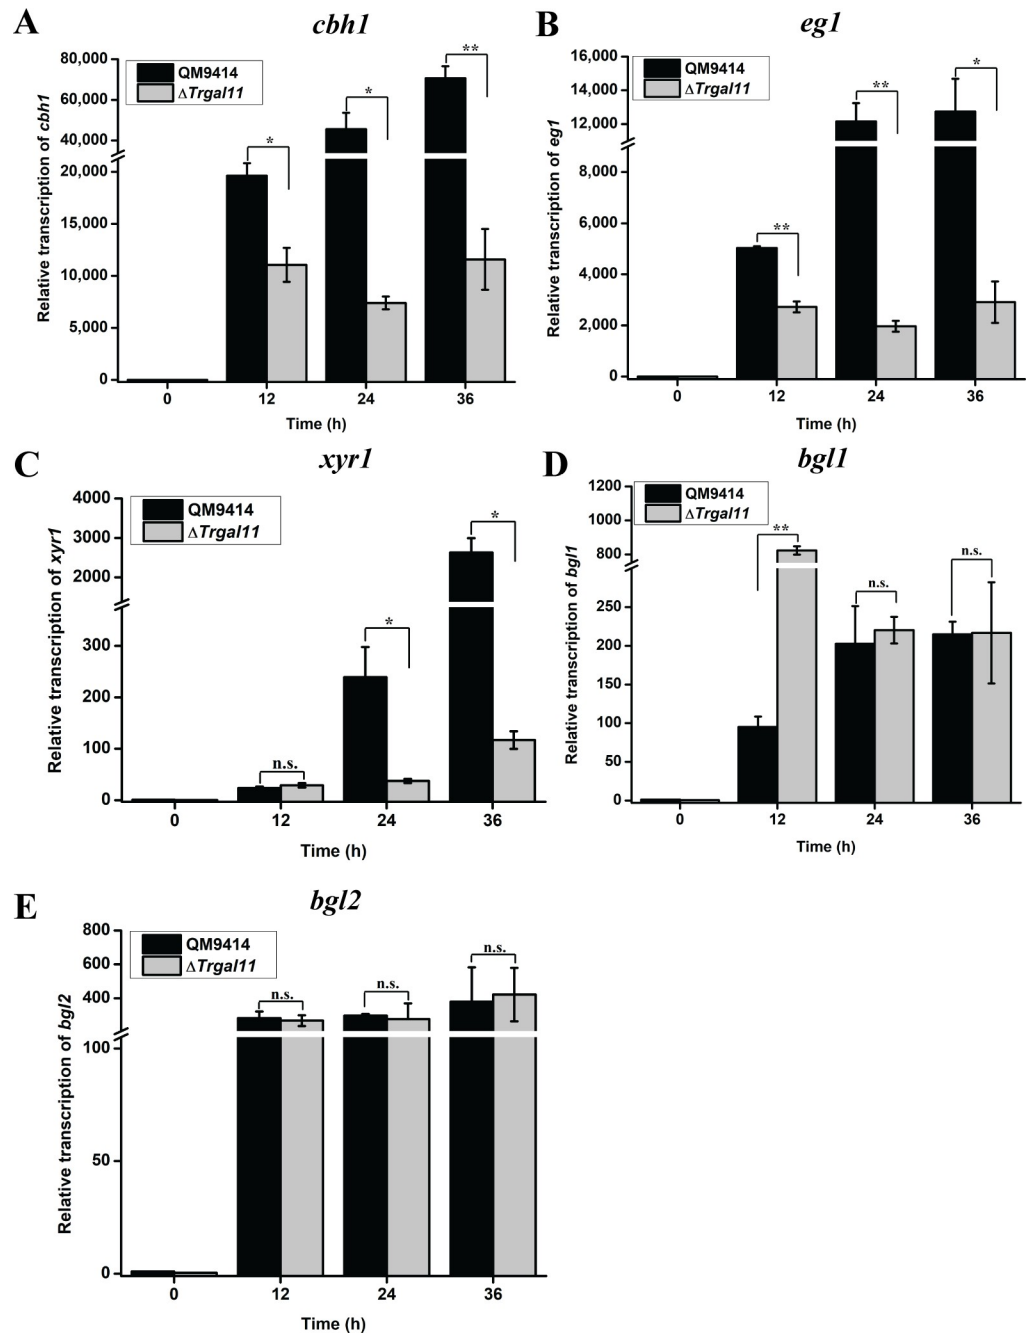 A
cbh1
QM9414
ΔTrgal11
Relative transcription of cbh1
80,000
60,000
40,000
20,000
15,000
10,000
5,000
0
*
*
**
0 12 24 36
Time (h)
B
eg1
QM9414
ΔTrgal11
Relative transcription of eg1
16,000
14,000
12,000
8,000
6,000
4,000
2,000
0
**
**
*
0 12 24 36
Time (h)
C
xyr1
QM9414
ΔTrgal11
Relative transcription of xyr1
4000
3000
2000
300
200
100
0
n.s.
*
*
0 12 24 36
Time (h)
D
bgl1
QM9414
ΔTrgal11
Relative transcription of bgl1
1200
1000
800
250
200
150
100
50
0
**
n.s.
n.s.
0 12 24 36
Time (h)
E
bgl2
QM9414
ΔTrgal11
Relative transcription of bgl2
800
600
400
100
50
0
n.s.
n.s.
n.s.
0 12 24 36
Time (h)